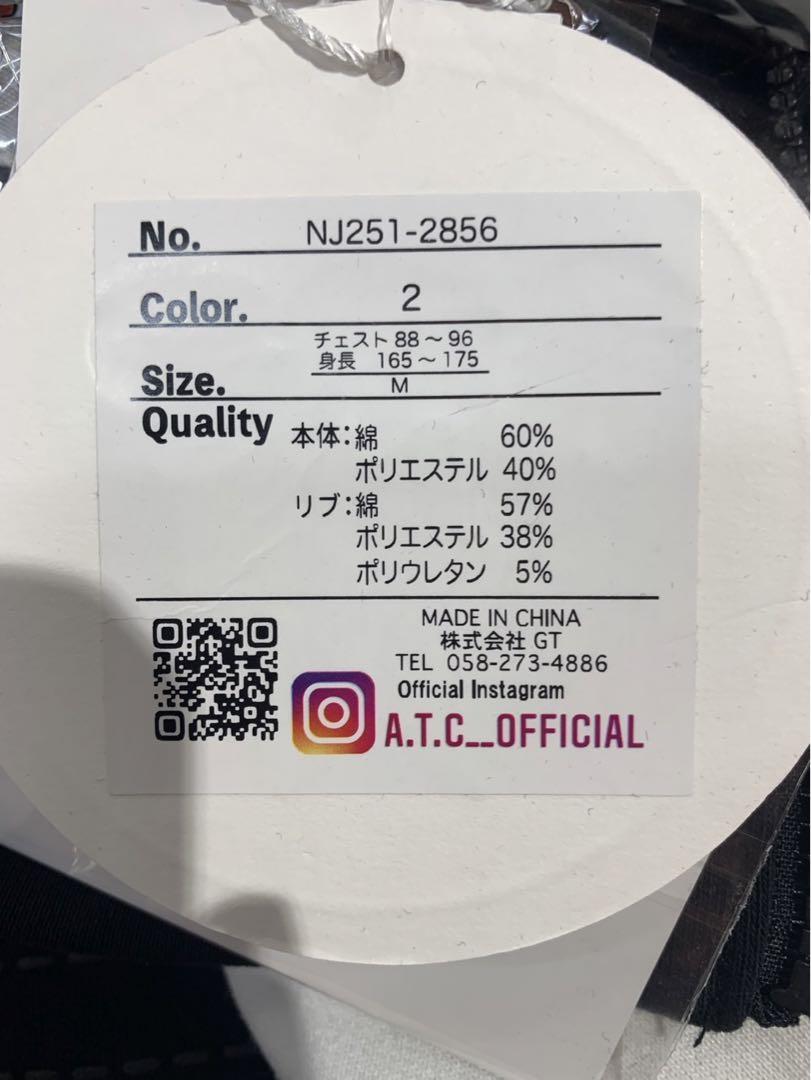 No. NJ251-2856
Color. 2
チェスト 88～96
身長 165～175
Size. M
Quality 本体:綿 60%
ポリエステル 40%
リブ:綿 57%
ポリエステル 38%
ポリウレタン 5%
MADE IN CHINA
株式会社 GT
TEL 058-273-4886
Official Instagram
A.T.C__OFFICIAL